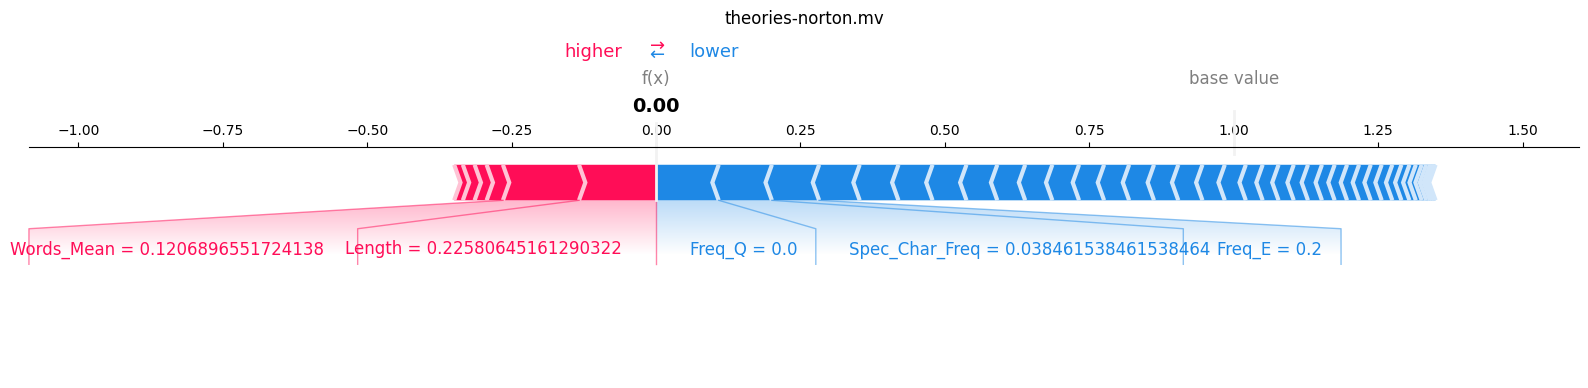 theories-norton.mv
higher ⇄ lower
f(x) base value
0.00
−1.00 −0.75 −0.50 −0.25 0.00 0.25 0.50 0.75 1.00 1.25 1.50
Words_Mean = 0.1206896551724138 Length = 0.22580645161290322 Freq_Q = 0.0 Spec_Char_Freq = 0.038461538461538464 Freq_E = 0.2